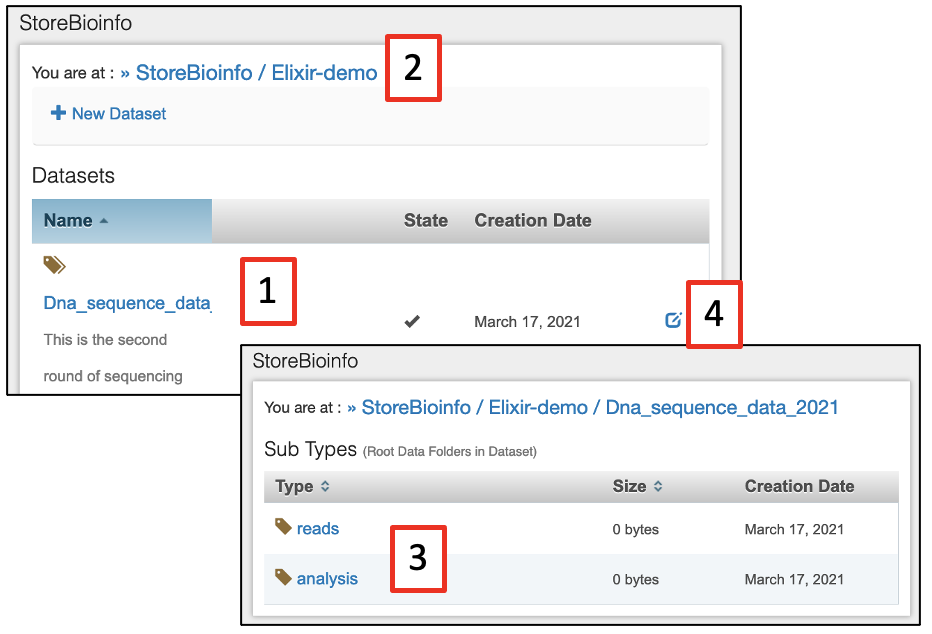 StoreBioinfo
You are at : » StoreBioinfo / Elixir-demo
2
New Dataset
Datasets
Name State Creation Date
1
Dna_sequence_data_
March 17, 2021
4
This is the second
round of sequencing
StoreBioinfo
You are at : » StoreBioinfo / Elixir-demo / Dna_sequence_data_2021
Sub Types (Root Data Folders in Dataset)
Type Size Creation Date
reads 0 bytes March 17, 2021
3
analysis 0 bytes March 17, 2021